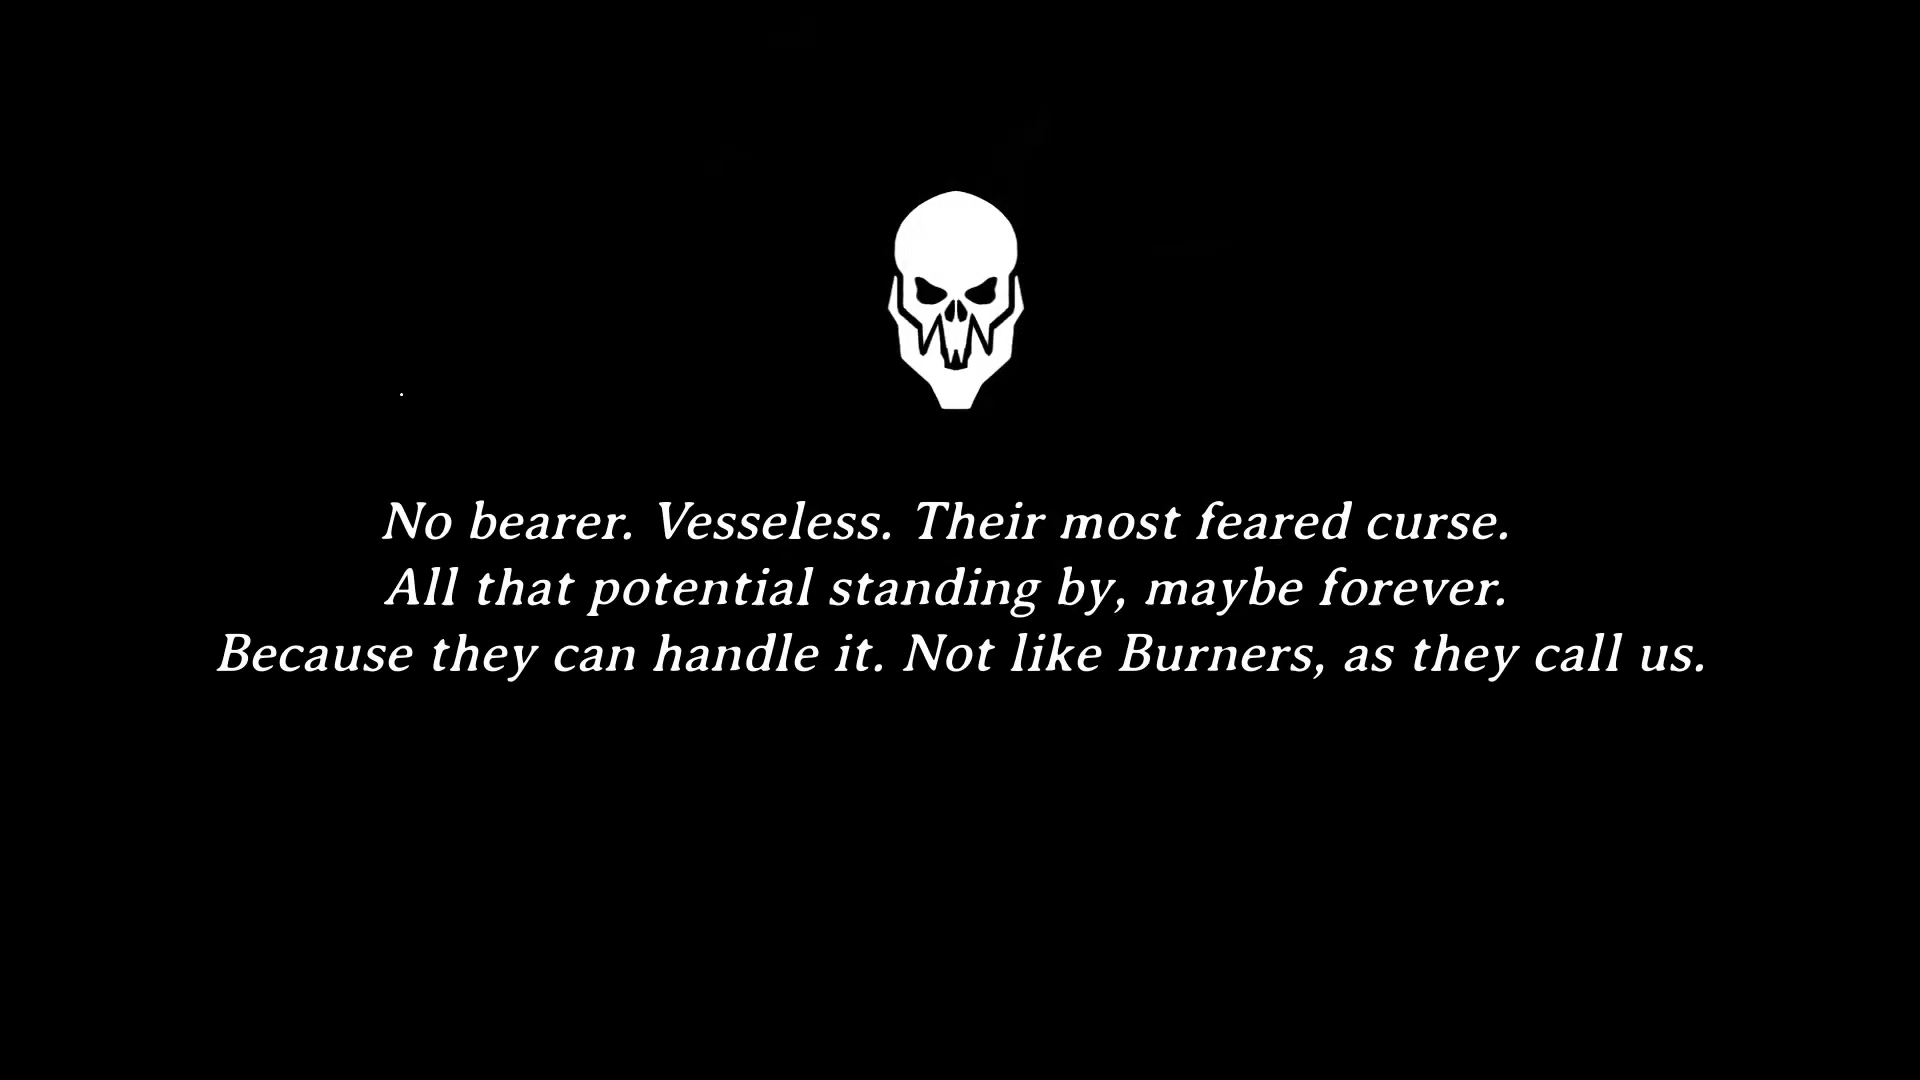 No bearer. Vesseless. Their most feared curse.
All that potential standing by, maybe forever.
Because they can handle it. Not like Burners, as they call us.